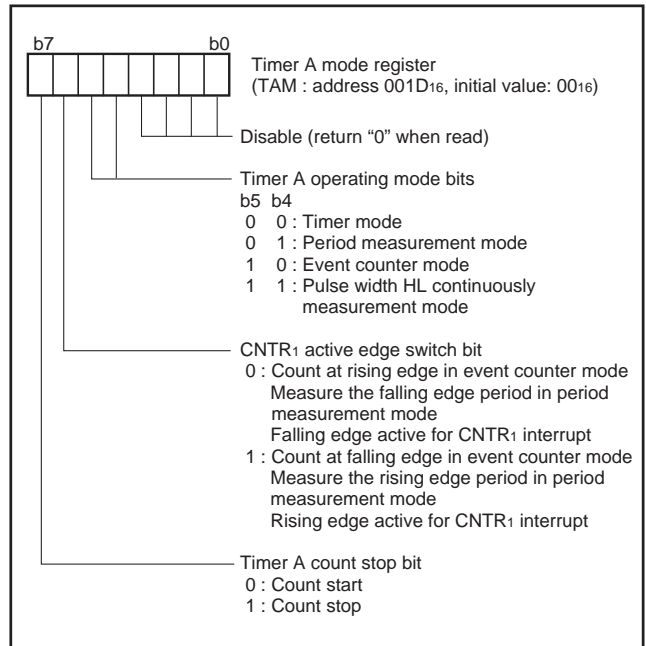 b7 b0
Timer A mode register
(TAM : address 001D16, initial value: 0016)
Disable (return “0” when read)
Timer A operating mode bits
b5 b4
0 0 : Timer mode
0 1 : Period measurement mode
1 0 : Event counter mode
1 1 : Pulse width HL continuously
measurement mode
CNTR1 active edge switch bit
0 : Count at rising edge in event counter mode
Measure the falling edge period in period
measurement mode
Falling edge active for CNTR1 interrupt
1 : Count at falling edge in event counter mode
Measure the rising edge period in period
measurement mode
Rising edge active for CNTR1 interrupt
Timer A count stop bit
0 : Count start
1 : Count stop